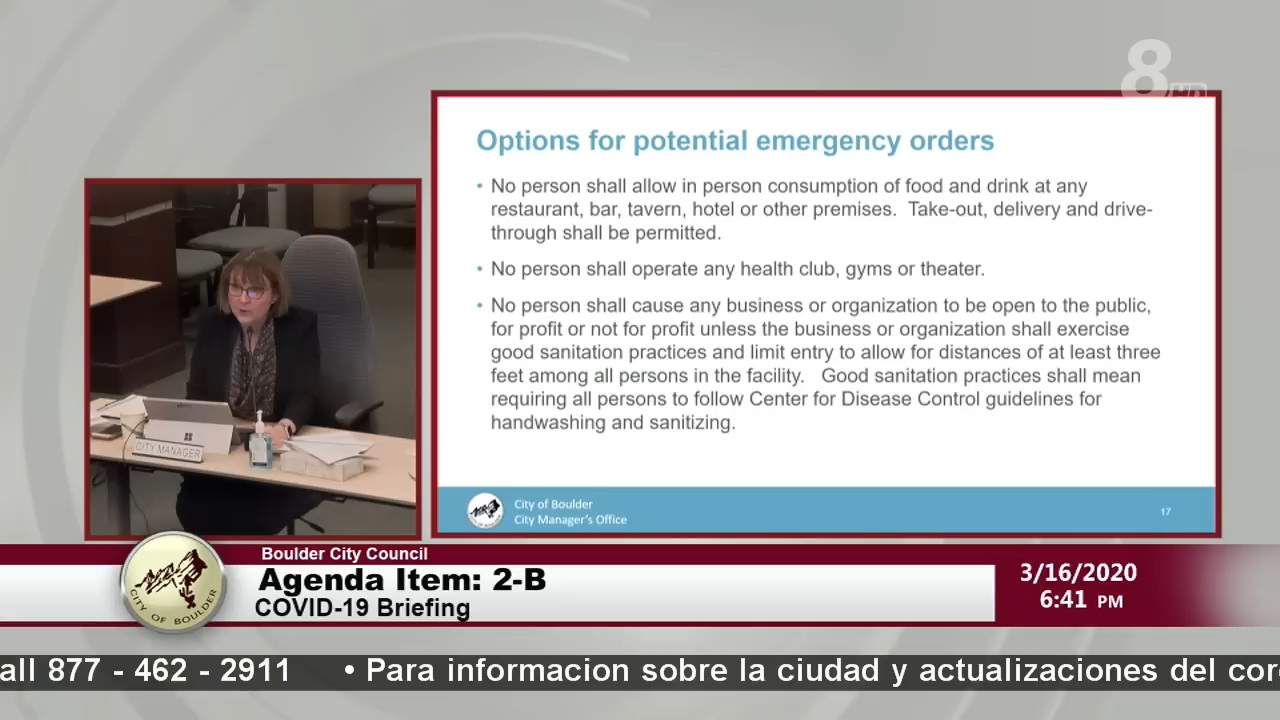 8
HD
Options for potential emergency orders
• No person shall allow in person consumption of food and drink at any
restaurant, bar, tavern, hotel or other premises. Take-out, delivery and drive-
through shall be permitted.
• No person shall operate any health club, gyms or theater.
• No person shall cause any business or organization to be open to the public,
for profit or not for profit unless the business or organization shall exercise
good sanitation practices and limit entry to allow for distances of at least three
feet among all persons in the facility. Good sanitation practices shall mean
requiring all persons to follow Center for Disease Control guidelines for
handwashing and sanitizing.
City of Boulder
City Manager's Office
17
CITY MANAGER
Boulder City Council
Agenda Item: 2-B
COVID-19 Briefing
CITY OF BOULDER
3/16/2020
6:41 PM
all 877 - 462 - 2911 • Para informacion sobre la ciudad y actualizaciones del cor